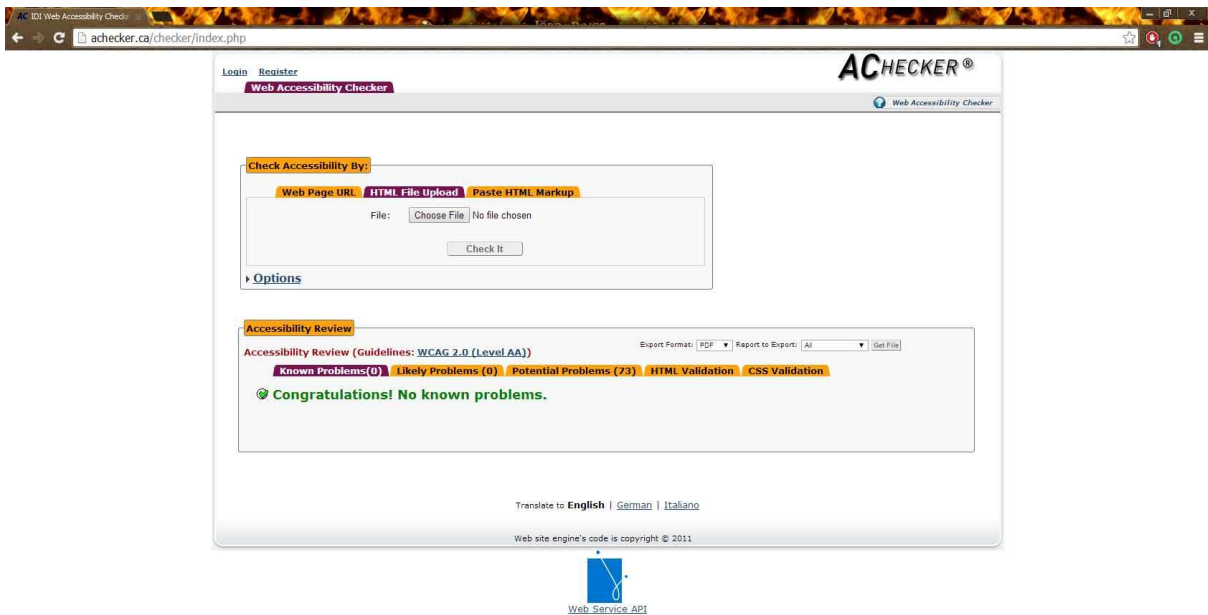 AC IDI Web Accessibility Checke
achecker.ca/checker/index.php
Login Register
ACHECKER ®
Web Accessibility Checker
Web Accessibility Checker
Check Accessibility By:
Web Page URL HTML File Upload Paste HTML Markup
File: Choose File No file chosen
Check It
Options
Accessibility Review
Export Format: PDF Report to Export: All Get File
Accessibility Review (Guidelines: WCAG 2.0 (Level AA))
Known Problems(0) Likely Problems (0) Potential Problems (73) HTML Validation CSS Validation
Congratulations! No known problems.
Translate to English | German | Italiano
Web site engine's code is copyright © 2011
Web Service API